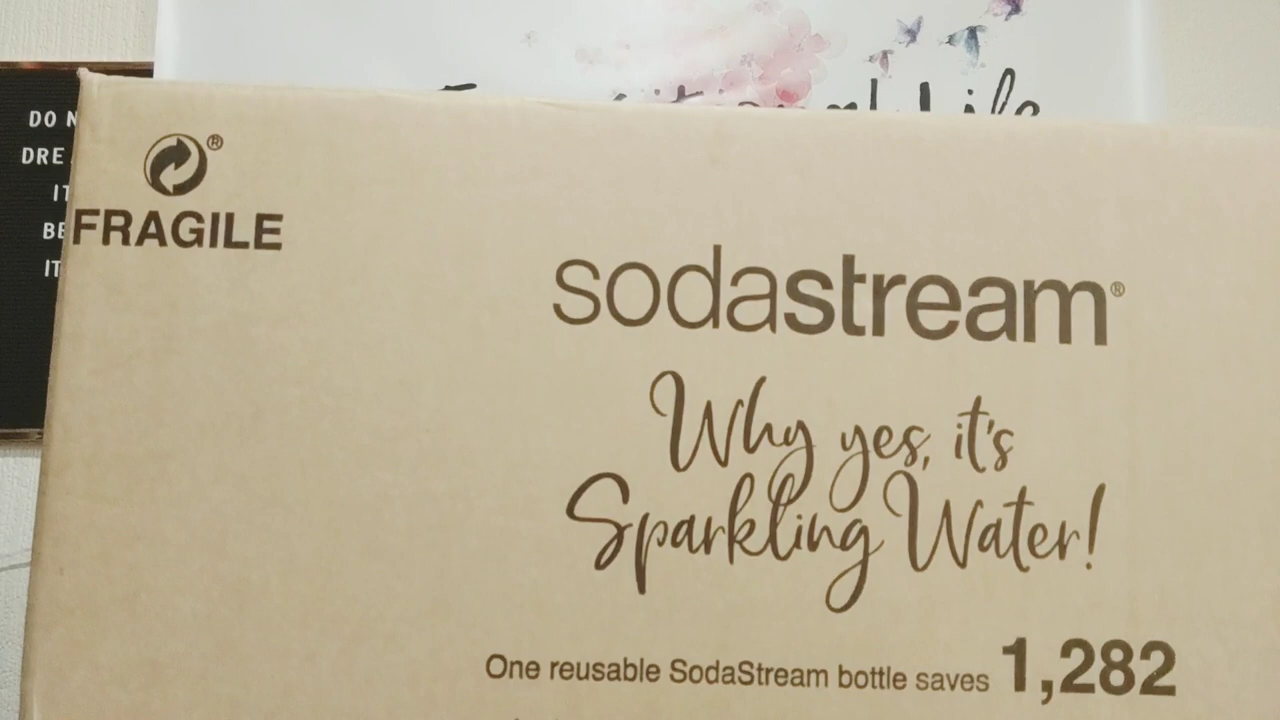 Life
DO N
DRE
IT
BE
IT
®
FRAGILE
sodastream®
Why yes, it's
Sparkling Water!
One reusable SodaStream bottle saves 1,282